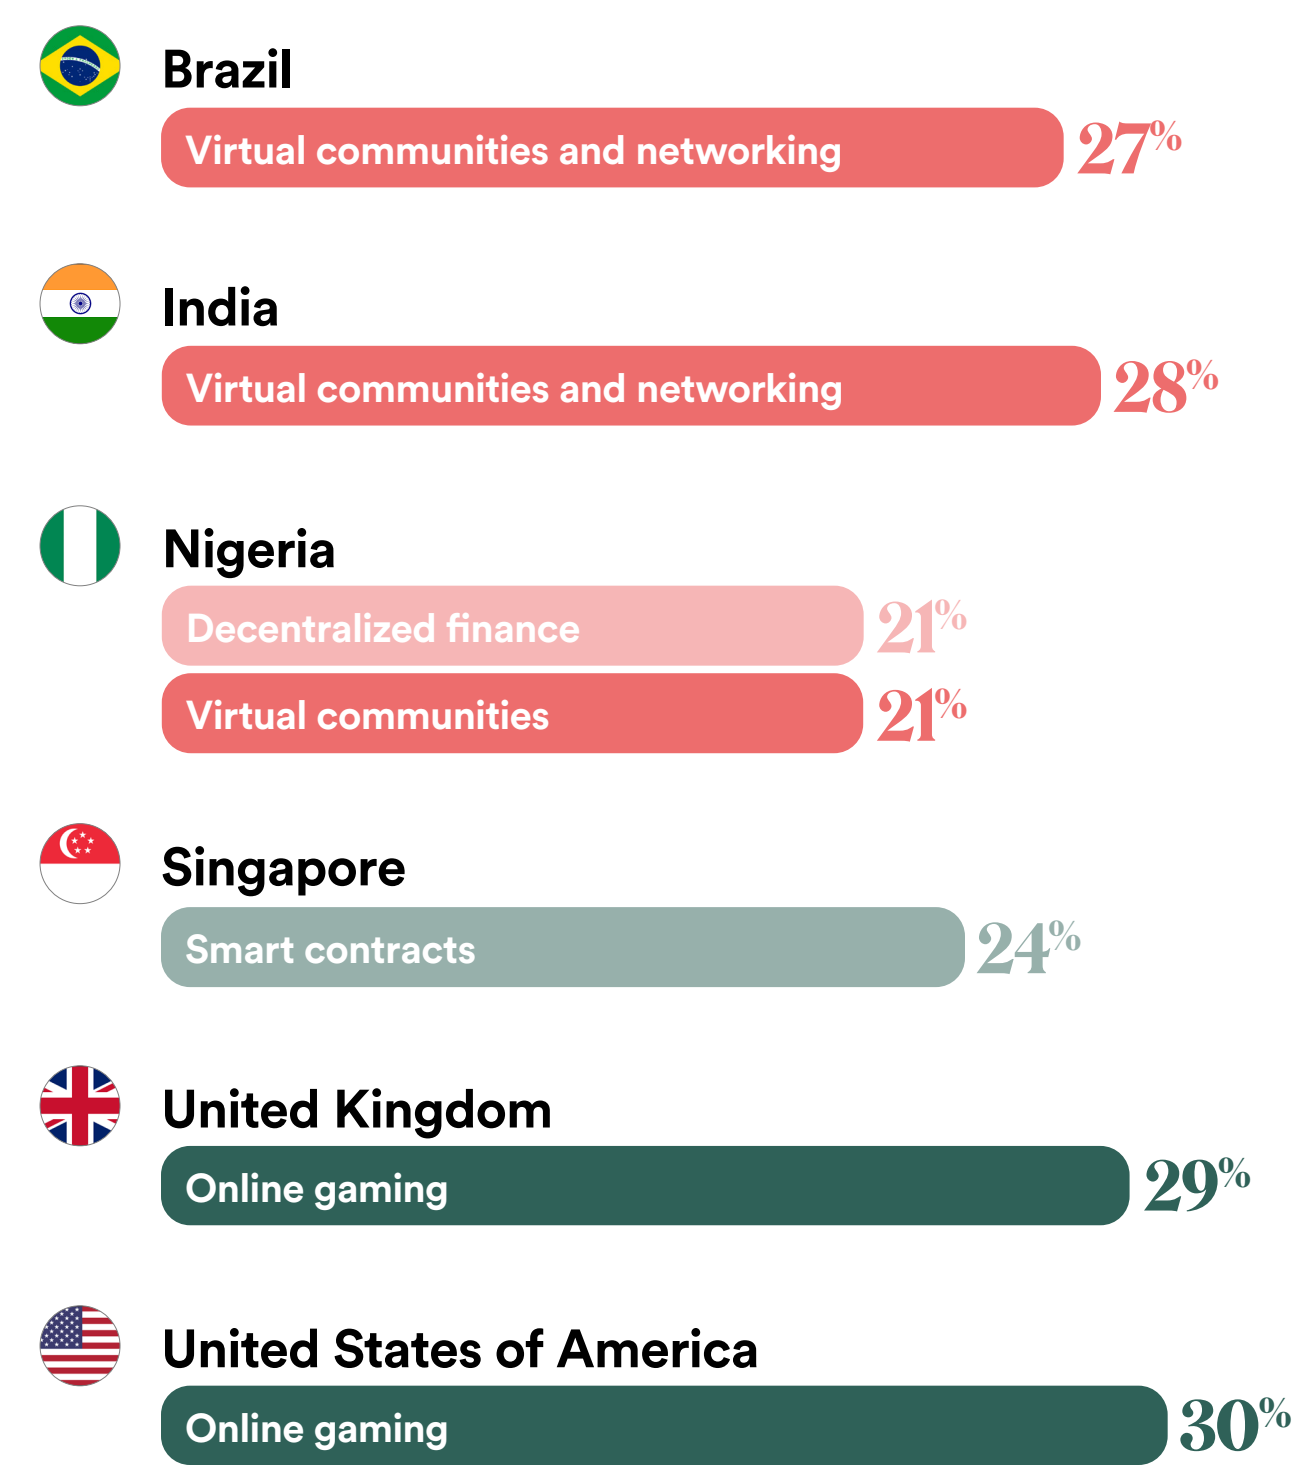 Brazil
Virtual communities and networking 27%
India
Virtual communities and networking 28%
Nigeria
Decentralized finance 21%
Virtual communities 21%
Singapore
Smart contracts 24%
United Kingdom
Online gaming 29%
United States of America
Online gaming 30%